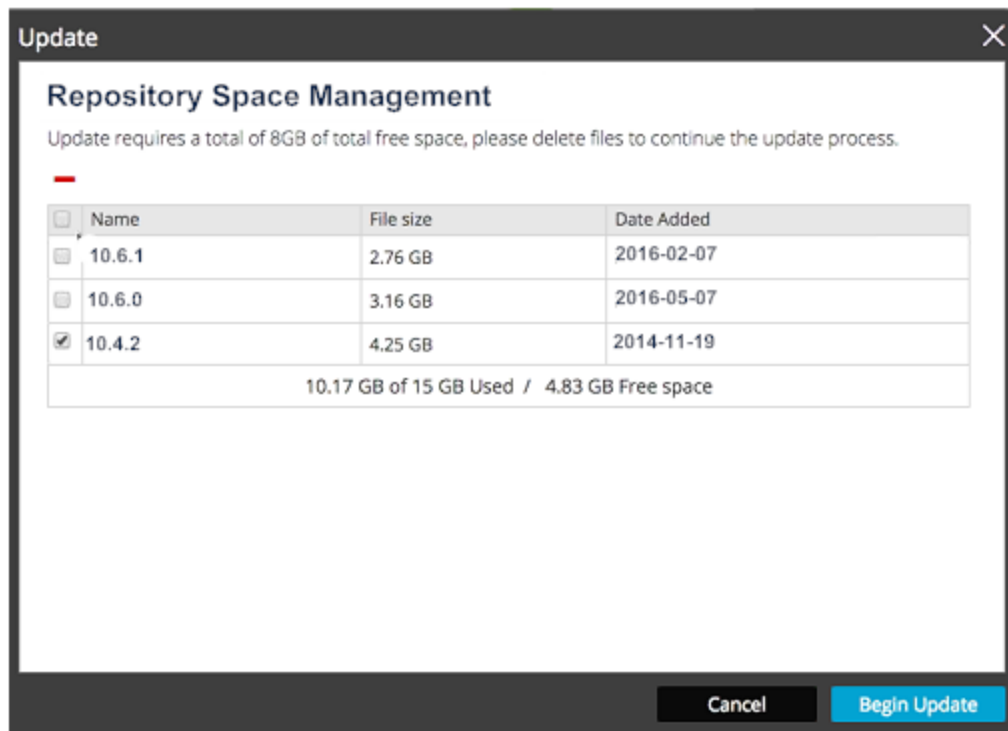 Update
Repository Space Management
Update requires a total of 8GB of total free space, please delete files to continue the update process.
Name File size Date Added
10.6.1 2.76 GB 2016-02-07
10.6.0 3.16 GB 2016-05-07
10.4.2 4.25 GB 2014-11-19
10.17 GB of 15 GB Used / 4.83 GB Free space
Cancel Begin Update